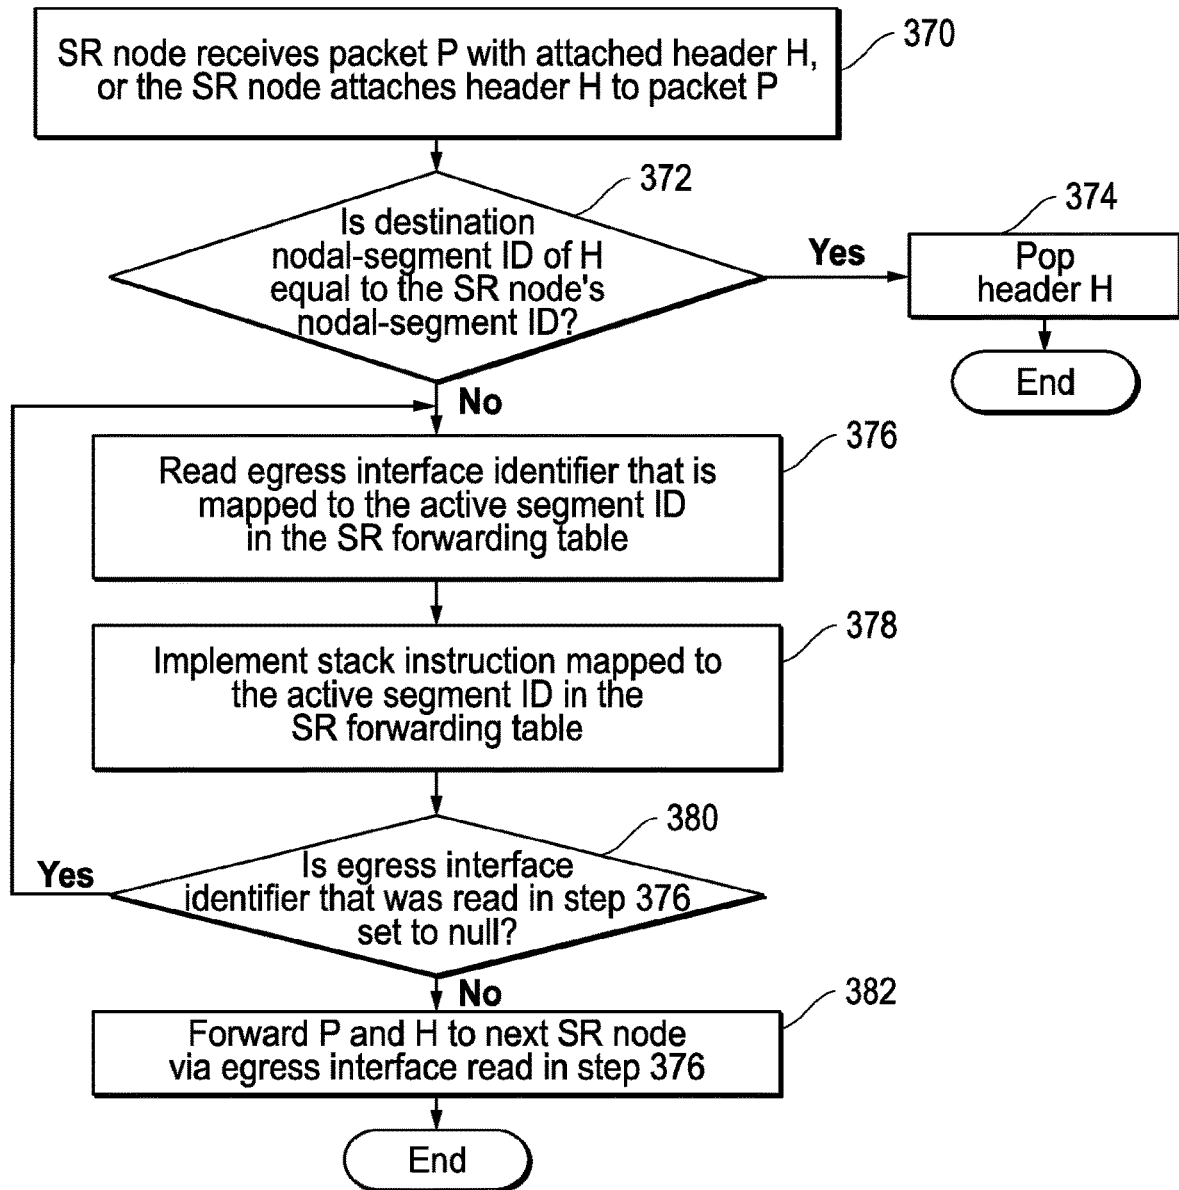 SR node receives packet P with attached header H,
or the SR node attaches header H to packet P
370
Is destination
nodal-segment ID of H
equal to the SR node's
nodal-segment ID?
372
Yes
Pop
header H
374
End
No
Read egress interface identifier that is
mapped to the active segment ID
in the SR forwarding table
376
Implement stack instruction mapped to
the active segment ID in the
SR forwarding table
378
Is egress interface
identifier that was read in step 376
set to null?
380
Yes
No
Forward P and H to next SR node
via egress interface read in step 376
382
End